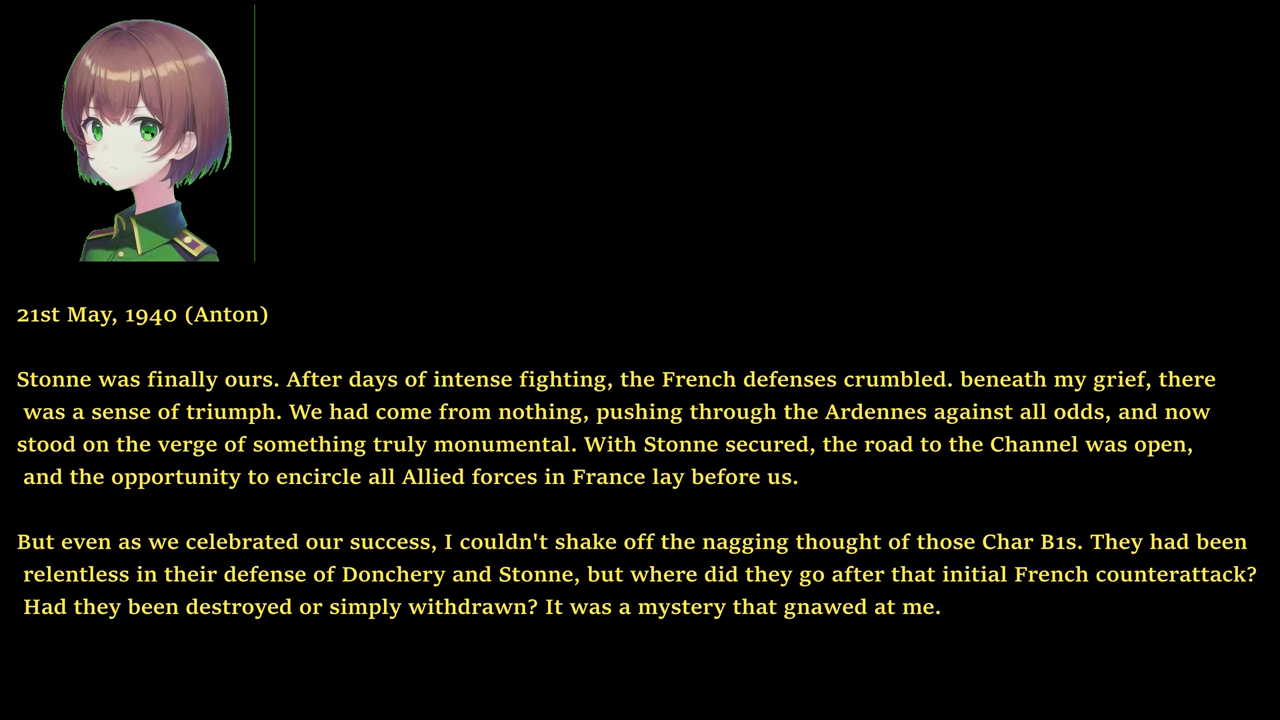 21st May, 1940 (Anton)
Stonne was finally ours. After days of intense fighting, the French defenses crumbled. beneath my grief, there
was a sense of triumph. We had come from nothing, pushing through the Ardennes against all odds, and now
stood on the verge of something truly monumental. With Stonne secured, the road to the Channel was open,
and the opportunity to encircle all Allied forces in France lay before us.
But even as we celebrated our success, I couldn't shake off the nagging thought of those Char B1s. They had been
relentless in their defense of Donchery and Stonne, but where did they go after that initial French counterattack?
Had they been destroyed or simply withdrawn? It was a mystery that gnawed at me.